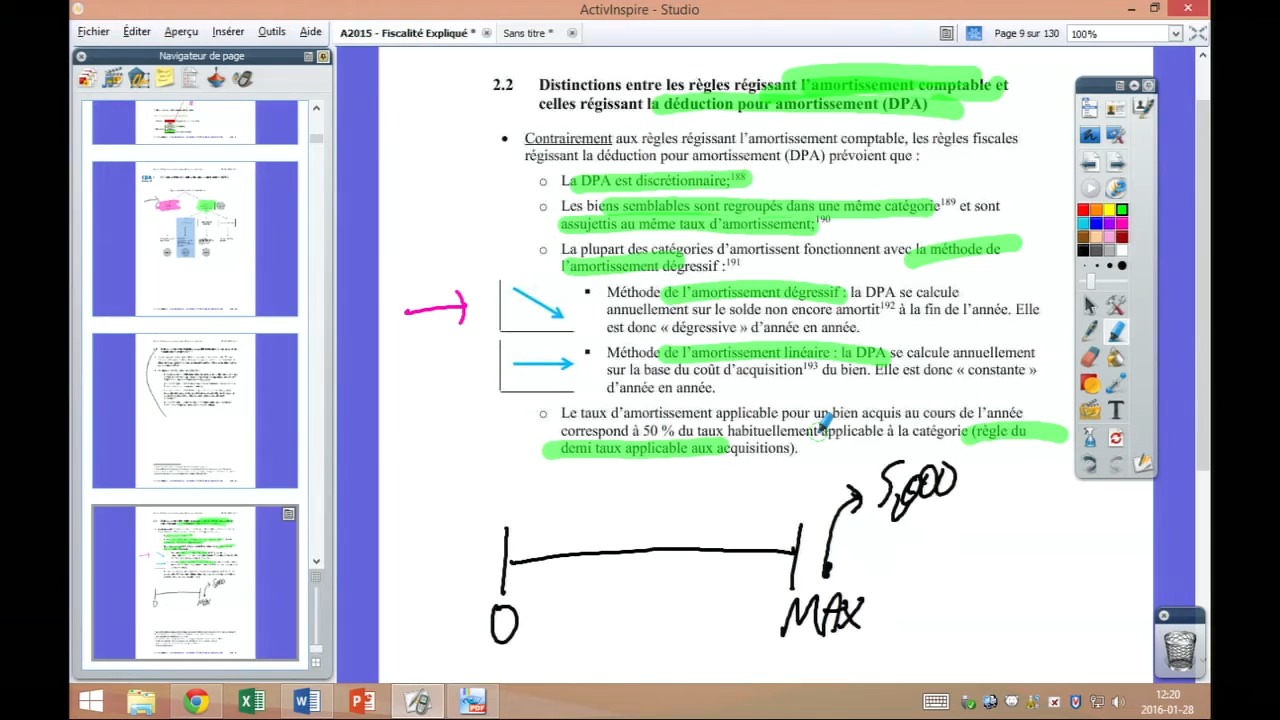 ActivInspire - Studio
Fichier Éditer Aperçu Insérer Outils Aide
A2015 - Fiscalité Expliqué *
Sans titre *
Page 9 sur 130
100%
Navigateur de page
2.2 Distinctions entre les règles régissant l'amortissement comptable et
celles régissant la déduction pour amortissement (DPA)
• Contrairement aux règles régissant l'amortissement comptable, les règles fiscales
régissant la déduction pour amortissement (DPA) prévoient que :
o La DPA est discrétionnaire;188
o Les biens semblables sont regroupés dans une même catégorie189 et sont
assujettis au même taux d'amortissement;190
o La plupart des catégories d'amortissent fonctionnent avec la méthode de
l'amortissement dégressif :191
▪ Méthode de l'amortissement dégressif : la DPA se calcule
annuellement sur le solde non encore amortit192 à la fin de l'année. Elle
est donc « dégressive » d'année en année.
▪ Méthode de l'amortissement linéaire : la DPA se calcule annuellement
sur la base du coût d'acquisition193 du bien. Elle est donc « constante »
d'année en année.
o Le taux d'amortissement applicable pour un bien acquis au cours de l'année
correspond à 50 % du taux habituellement applicable à la catégorie (règle du
demi taux applicable aux acquisitions).
5,000
0
MAX
12:20
2016-01-28